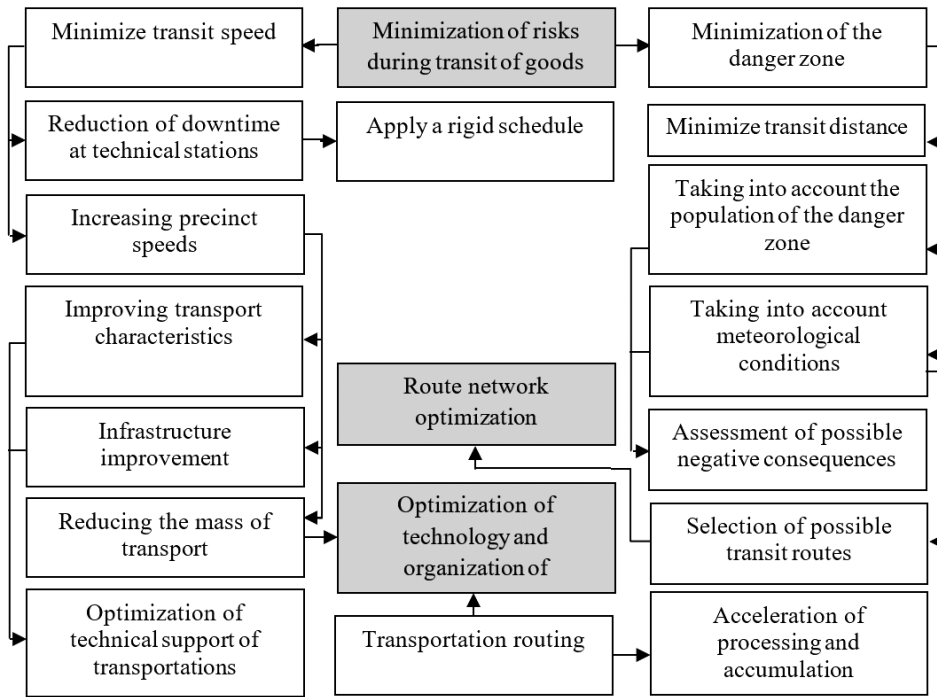 Minimize transit speed
Minimization of risks
during transit of goods
Minimization of the
danger zone
Reduction of downtime
at technical stations
Apply a rigid schedule
Minimize transit distance
Increasing precinct
speeds
Taking into account the
population of the danger
zone
Improving transport
characteristics
Taking into account
meteorological
conditions
Route network
optimization
Infrastructure
improvement
Assessment of possible
negative consequences
Reducing the mass of
transport
Optimization of
technology and
organization of
Selection of possible
transit routes
Optimization of
technical support of
transportations
Transportation routing
Acceleration of
processing and
accumulation